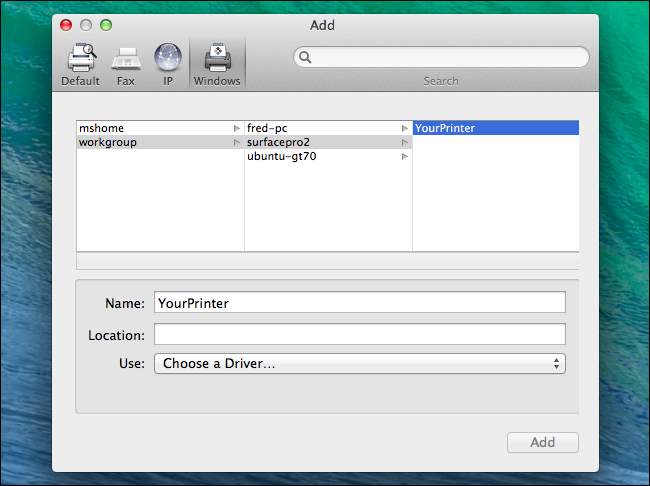 Add
Default Fax IP Windows
Search
mshome fred-pc YourPrinter
workgroup surfacepro2
ubuntu-gt70
Name: YourPrinter
Location:
Use: Choose a Driver...
Add